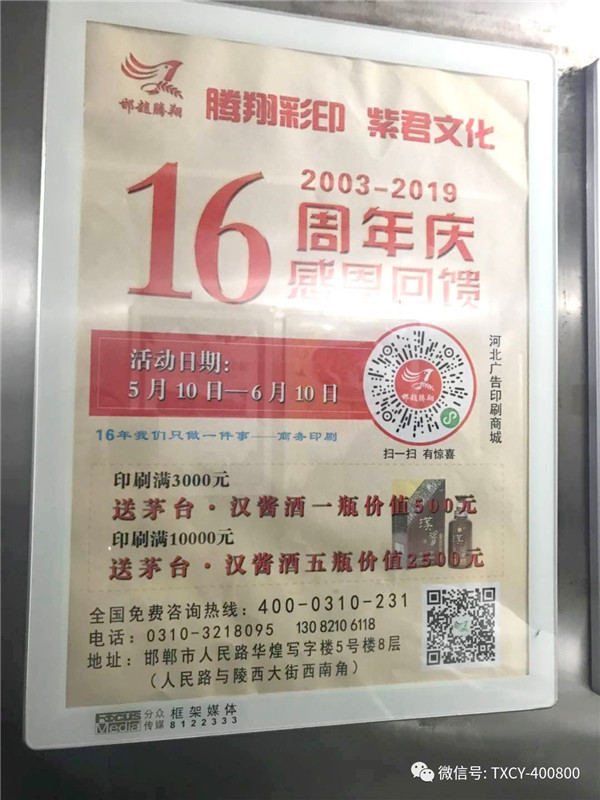 邯郸腾翔
腾翔彩印 紫君文化
16
2003-2019
周年庆
感恩回馈
活动日期:
5月10日—6月10日
邯郸腾翔
扫一扫 有惊喜
河北广告印刷商城
16年我们只做一件事——商务印刷
印刷满3000元
送茅台·汉酱酒一瓶价值500元
印刷满10000元
送茅台·汉酱酒五瓶价值2500元
全国免费咨询热线: 400-0310-231
电话: 0310-3218095 130 8210 6118
地址: 邯郸市人民路华煌写字楼5号楼8层
(人民路与陵西大街西南角)
Focus Media 分众传媒 框架媒体
8122333
微信号: TXCY-400800